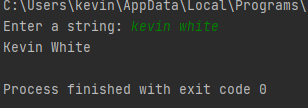 C:\Users\kevin\AppData\Local\Programs\
Enter a string: kevin white
Kevin White
Process finished with exit code 0